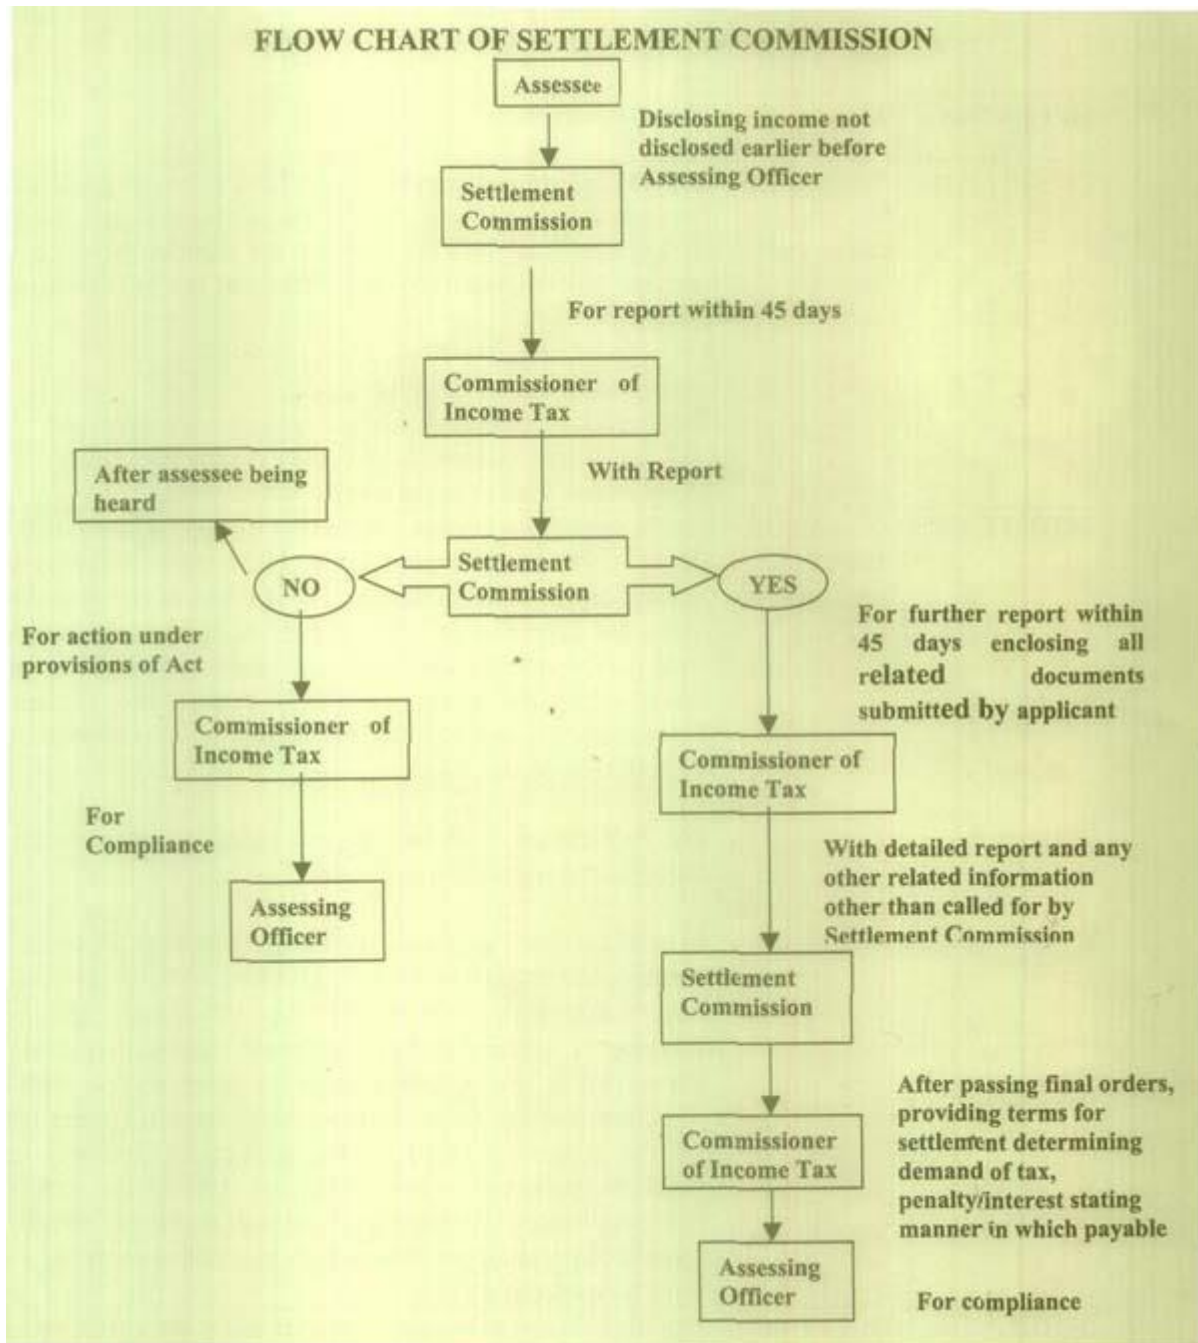 FLOW CHART OF SETTLEMENT COMMISSION
Assessee
Disclosing income not
disclosed earlier before
Assessing Officer
Settlement
Commission
For report within 45 days
Commissioner of
Income Tax
With Report
After assessee being
heard
Settlement
Commission
NO
YES
For action under
provisions of Act
For further report within
45 days enclosing all
related documents
submitted by applicant
Commissioner of
Income Tax
Commissioner of
Income Tax
For
Compliance
With detailed report and any
other related information
other than called for by
Settlement Commission
Assessing
Officer
Settlement
Commission
After passing final orders,
providing terms for
settlement determining
demand of tax,
penalty/interest stating
manner in which payable
Commissioner
of Income Tax
Assessing
Officer
For compliance